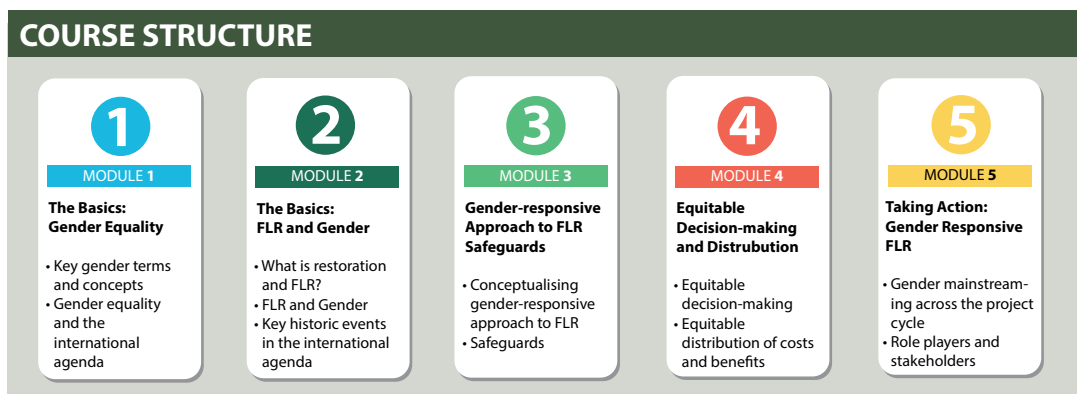 COURSE STRUCTURE
1
MODULE 1
The Basics:
Gender Equality
• Key gender terms
and concepts
• Gender equality
and the
international
agenda
2
MODULE 2
The Basics:
FLR and Gender
• What is restoration
and FLR?
• FLR and Gender
• Key historic events
in the international
agenda
3
MODULE 3
Gender-responsive
Approach to FLR
Safeguards
• Conceptualising
gender-responsive
approach to FLR
• Safeguards
4
MODULE 4
Equitable
Decision-making
and Distrubution
• Equitable
decision-making
• Equitable
distribution of costs
and benefits
5
MODULE 5
Taking Action:
Gender Responsive
FLR
• Gender mainstream-
ing across the project
cycle
• Role players and
stakeholders